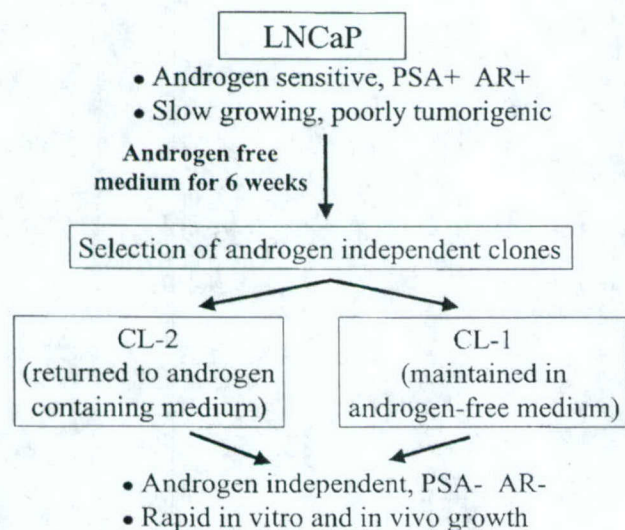 LNCaP
• Androgen sensitive, PSA+ AR+
• Slow growing, poorly tumorigenic
Androgen free
medium for 6 weeks
Selection of androgen independent clones
CL-2
(returned to androgen
containing medium)
CL-1
(maintained in
androgen-free medium)
• Androgen independent, PSA- AR-
• Rapid in vitro and in vivo growth